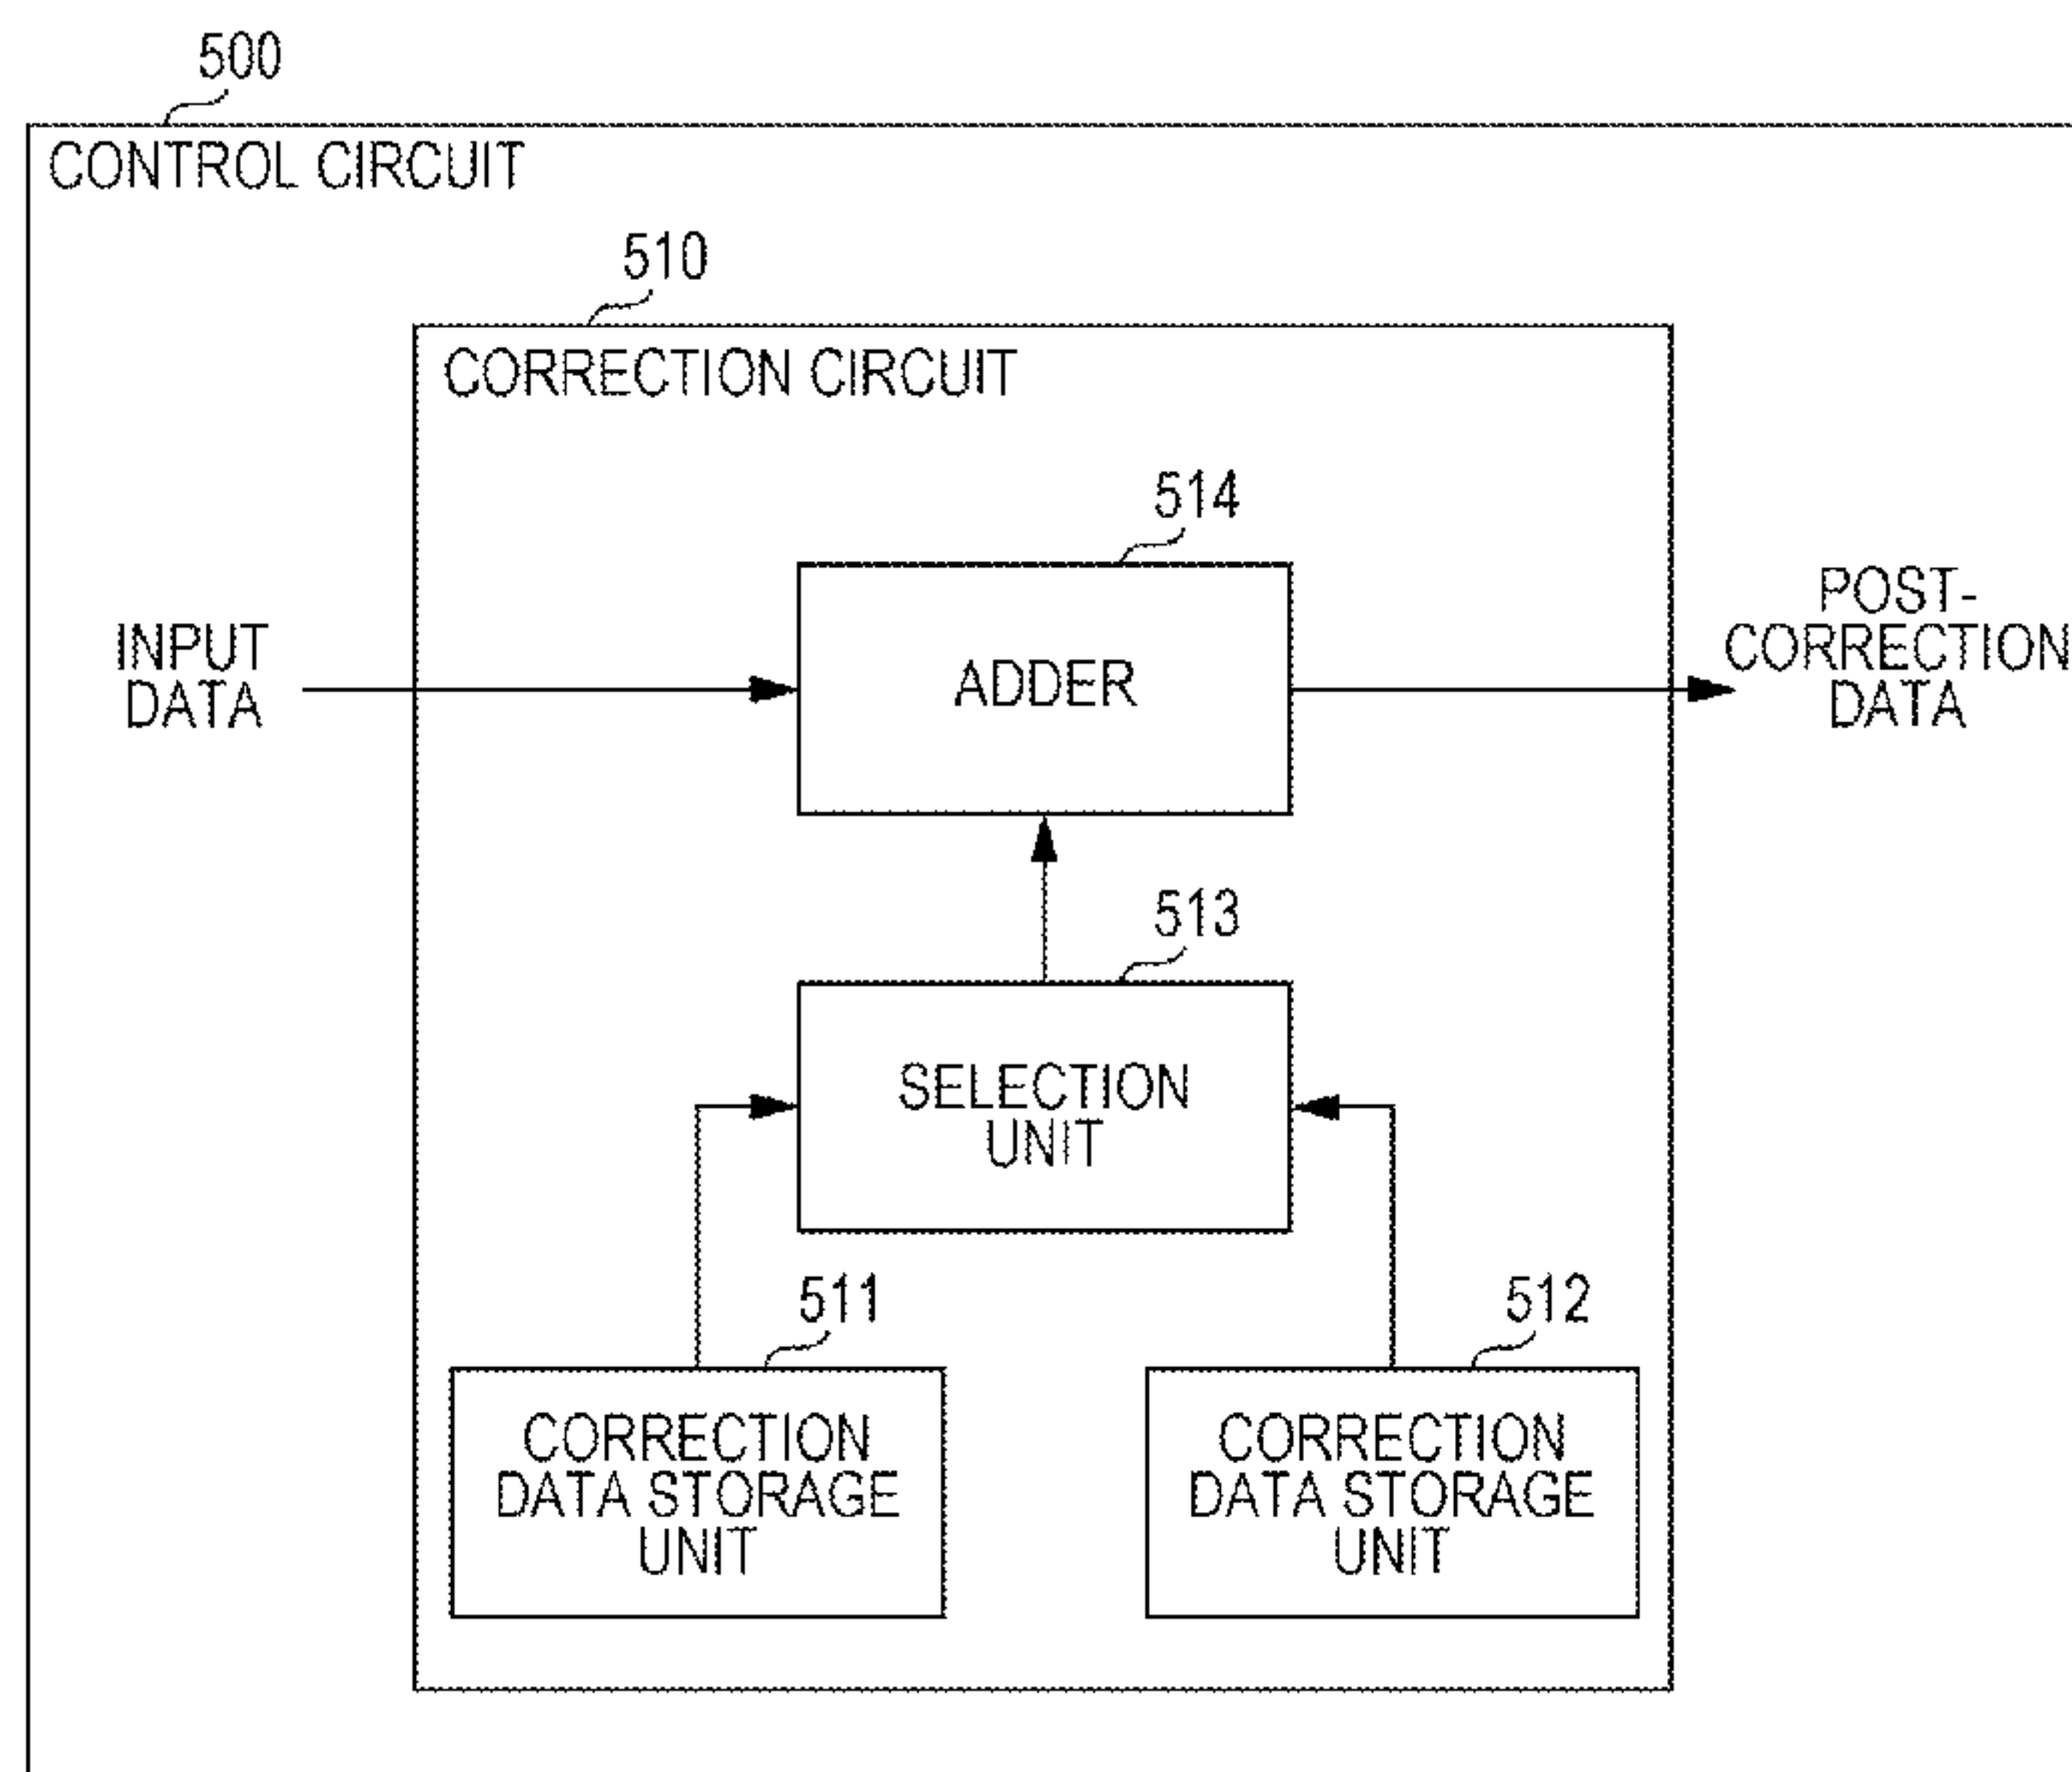 500
CONTROL CIRCUIT
510
CORRECTION CIRCUIT
514
INPUT
DATA
ADDER
POST-
CORRECTION
DATA
513
SELECTION
UNIT
511
512
CORRECTION
DATA STORAGE
UNIT
CORRECTION
DATA STORAGE
UNIT